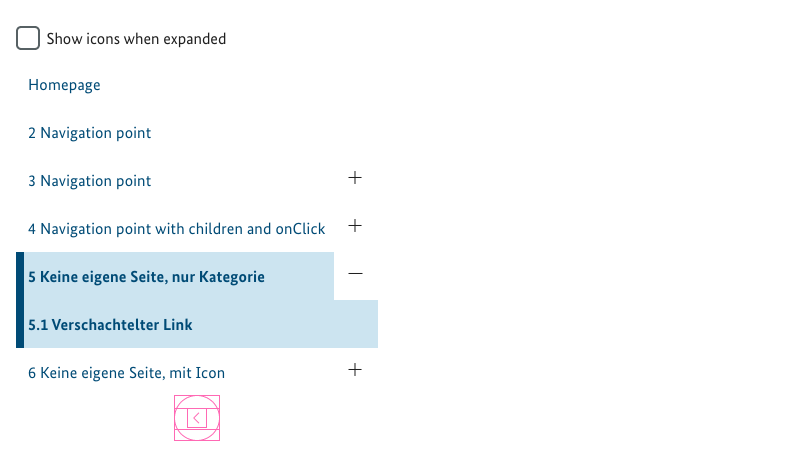 Show icons when expanded
Homepage
2 Navigation point
3 Navigation point
4 Navigation point with children and onClick
5 Keine eigene Seite, nur Kategorie
5.1 Verschachtelter Link
6 Keine eigene Seite, mit Icon